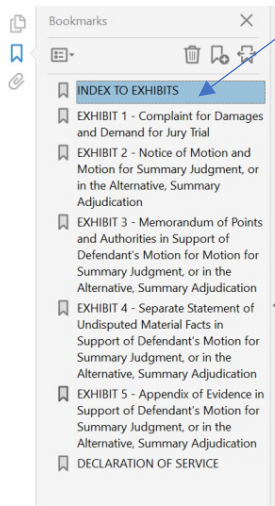 Bookmarks
INDEX TO EXHIBITS
EXHIBIT 1 - Complaint for Damages
and Demand for Jury Trial
EXHIBIT 2 - Notice of Motion and
Motion for Summary Judgment, or
in the Alternative, Summary
Adjudication
EXHIBIT 3 - Memorandum of Points
and Authorities in Support of
Defendant's Motion for Motion for
Summary Judgment, or in the
Alternative, Summary Adjudication
EXHIBIT 4 - Separate Statement of
Undisputed Material Facts in
Support of Defendant's Motion for
Summary Judgment, or in the
Alternative, Summary Adjudication
EXHIBIT 5 - Appendix of Evidence in
Support of Defendant's Motion for
Summary Judgment, or in the
Alternative, Summary Adjudication
DECLARATION OF SERVICE